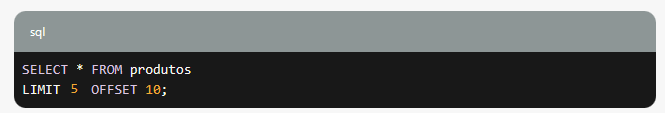 sql
SELECT * FROM produtos
LIMIT 5 OFFSET 10;